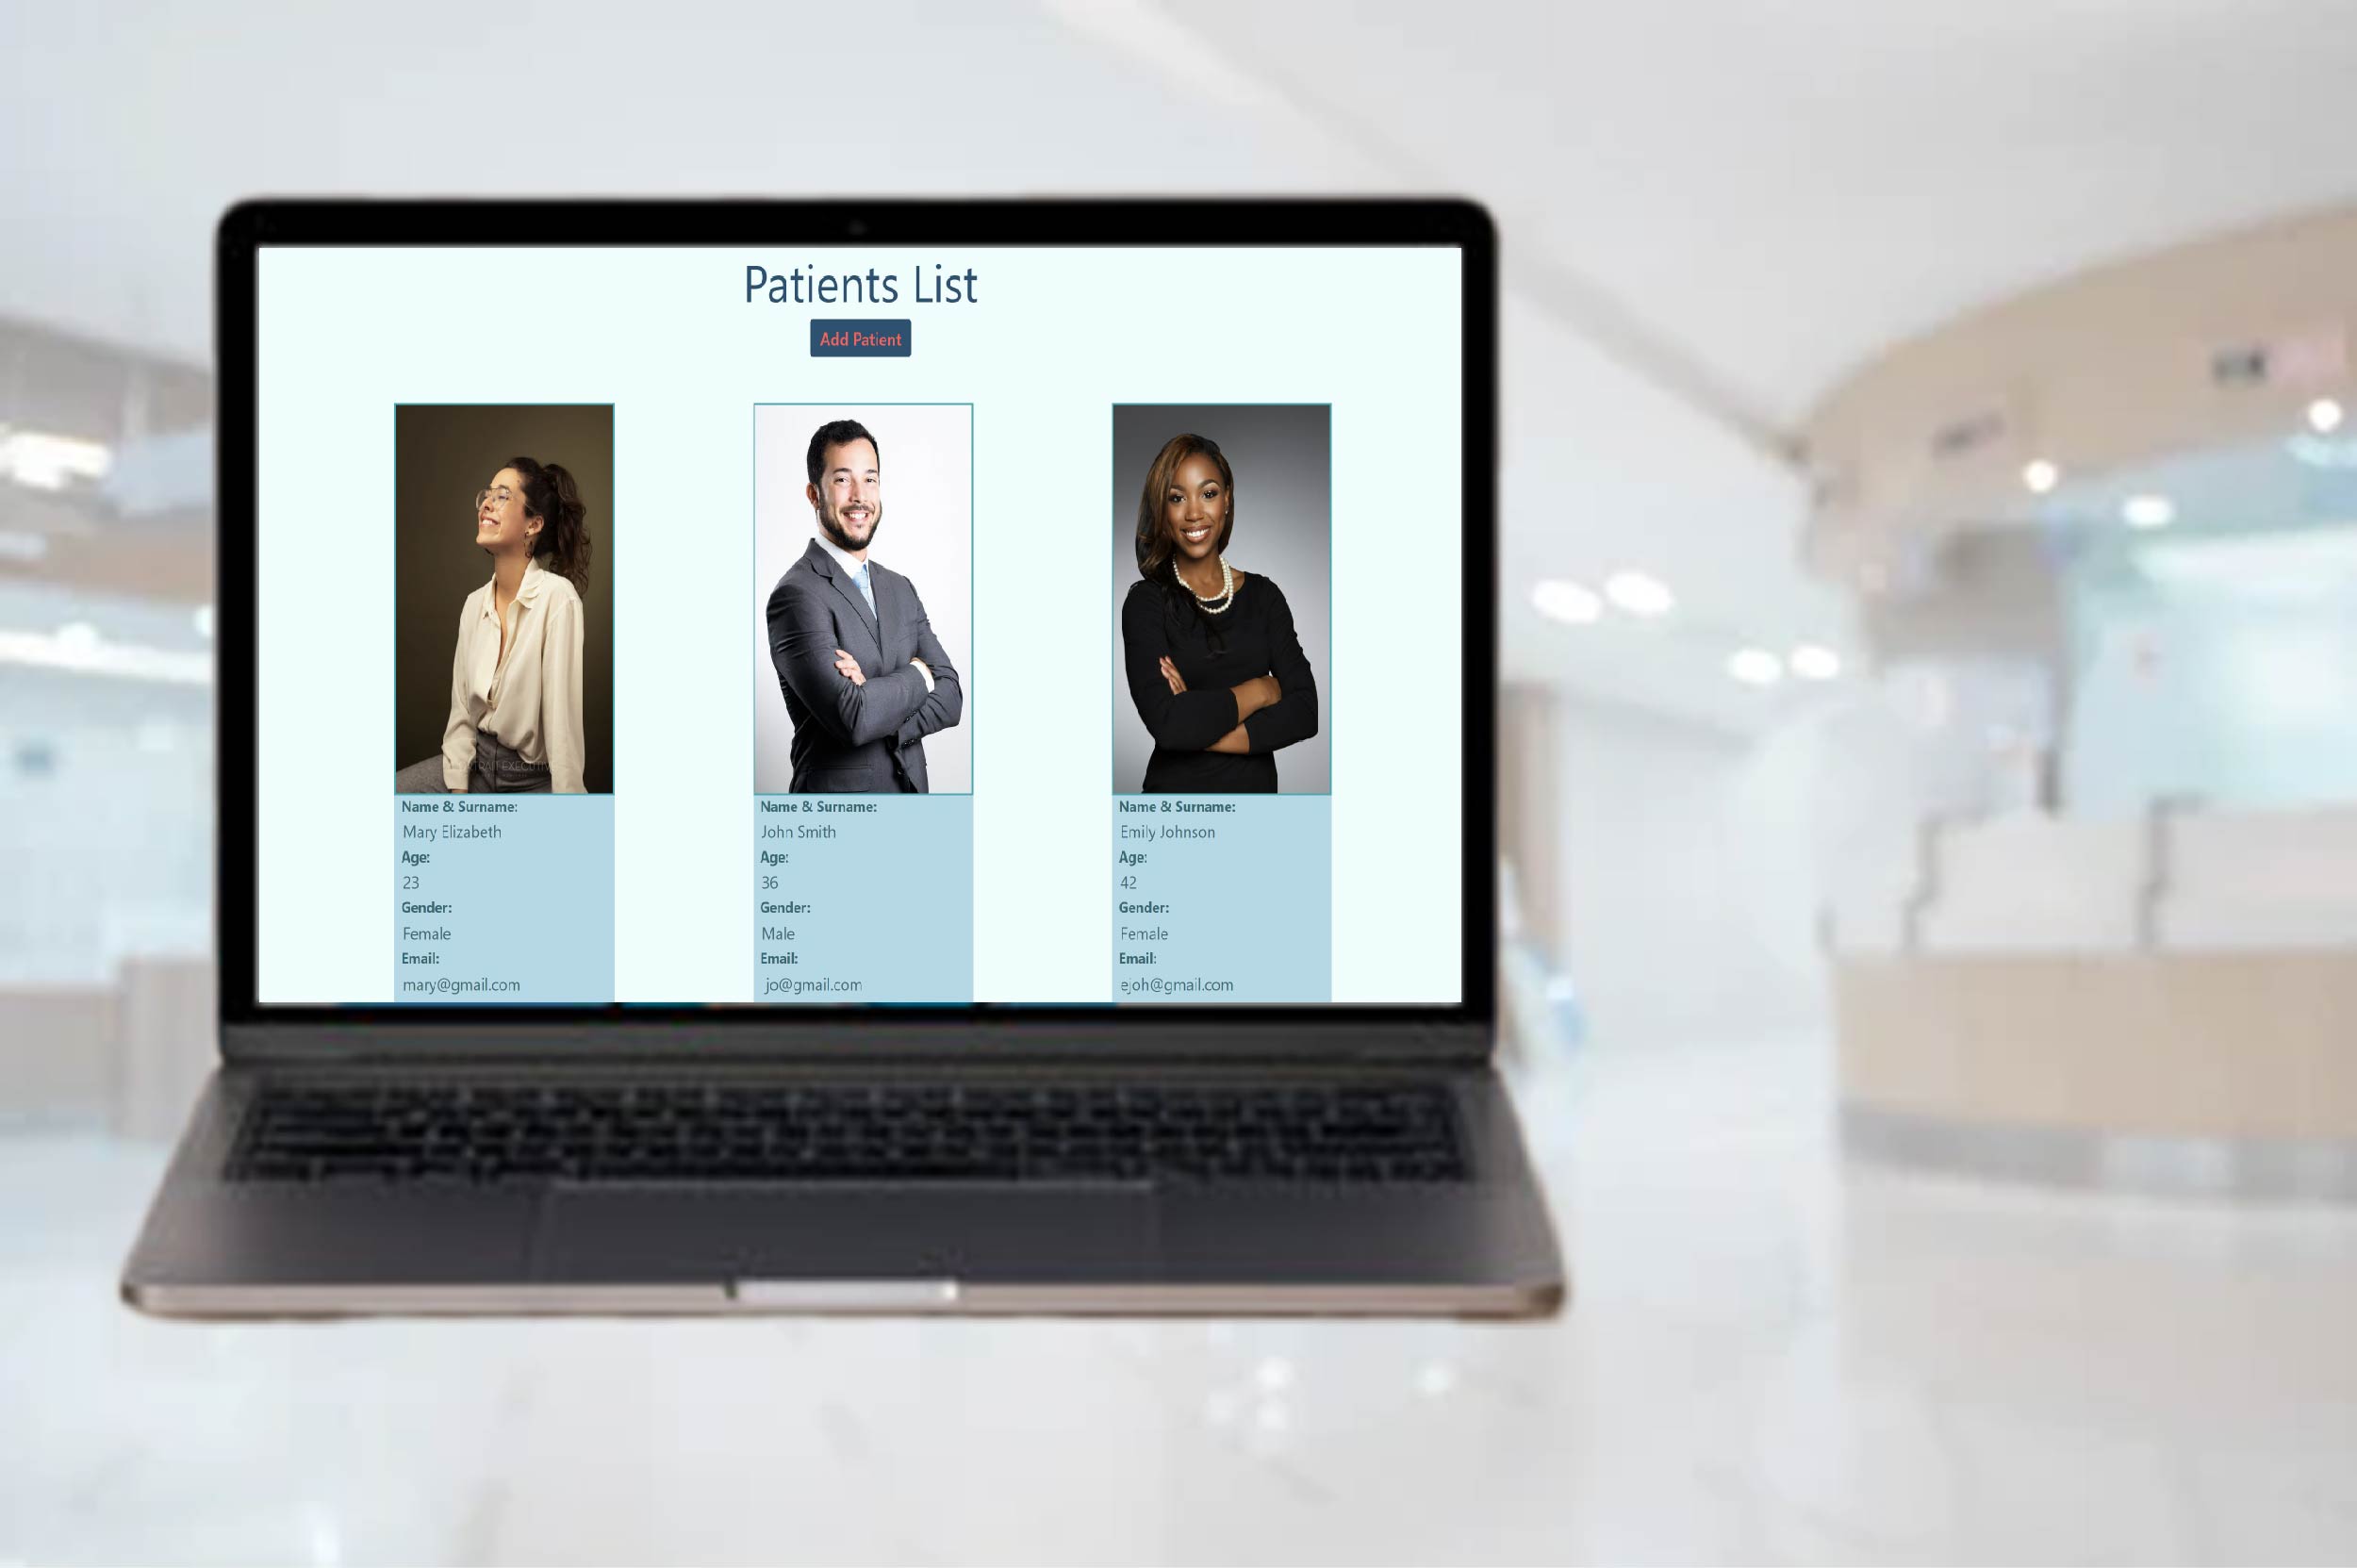 Patients List
Add Patient
Name & Surname:
Mary Elizabeth
Age:
23
Gender:
Female
Email:
mary@gmail.com
Name & Surname:
John Smith
Age:
36
Gender:
Male
Email:
jo@gmail.com
Name & Surname:
Emily Johnson
Age:
42
Gender:
Female
Email:
ejoh@gmail.com